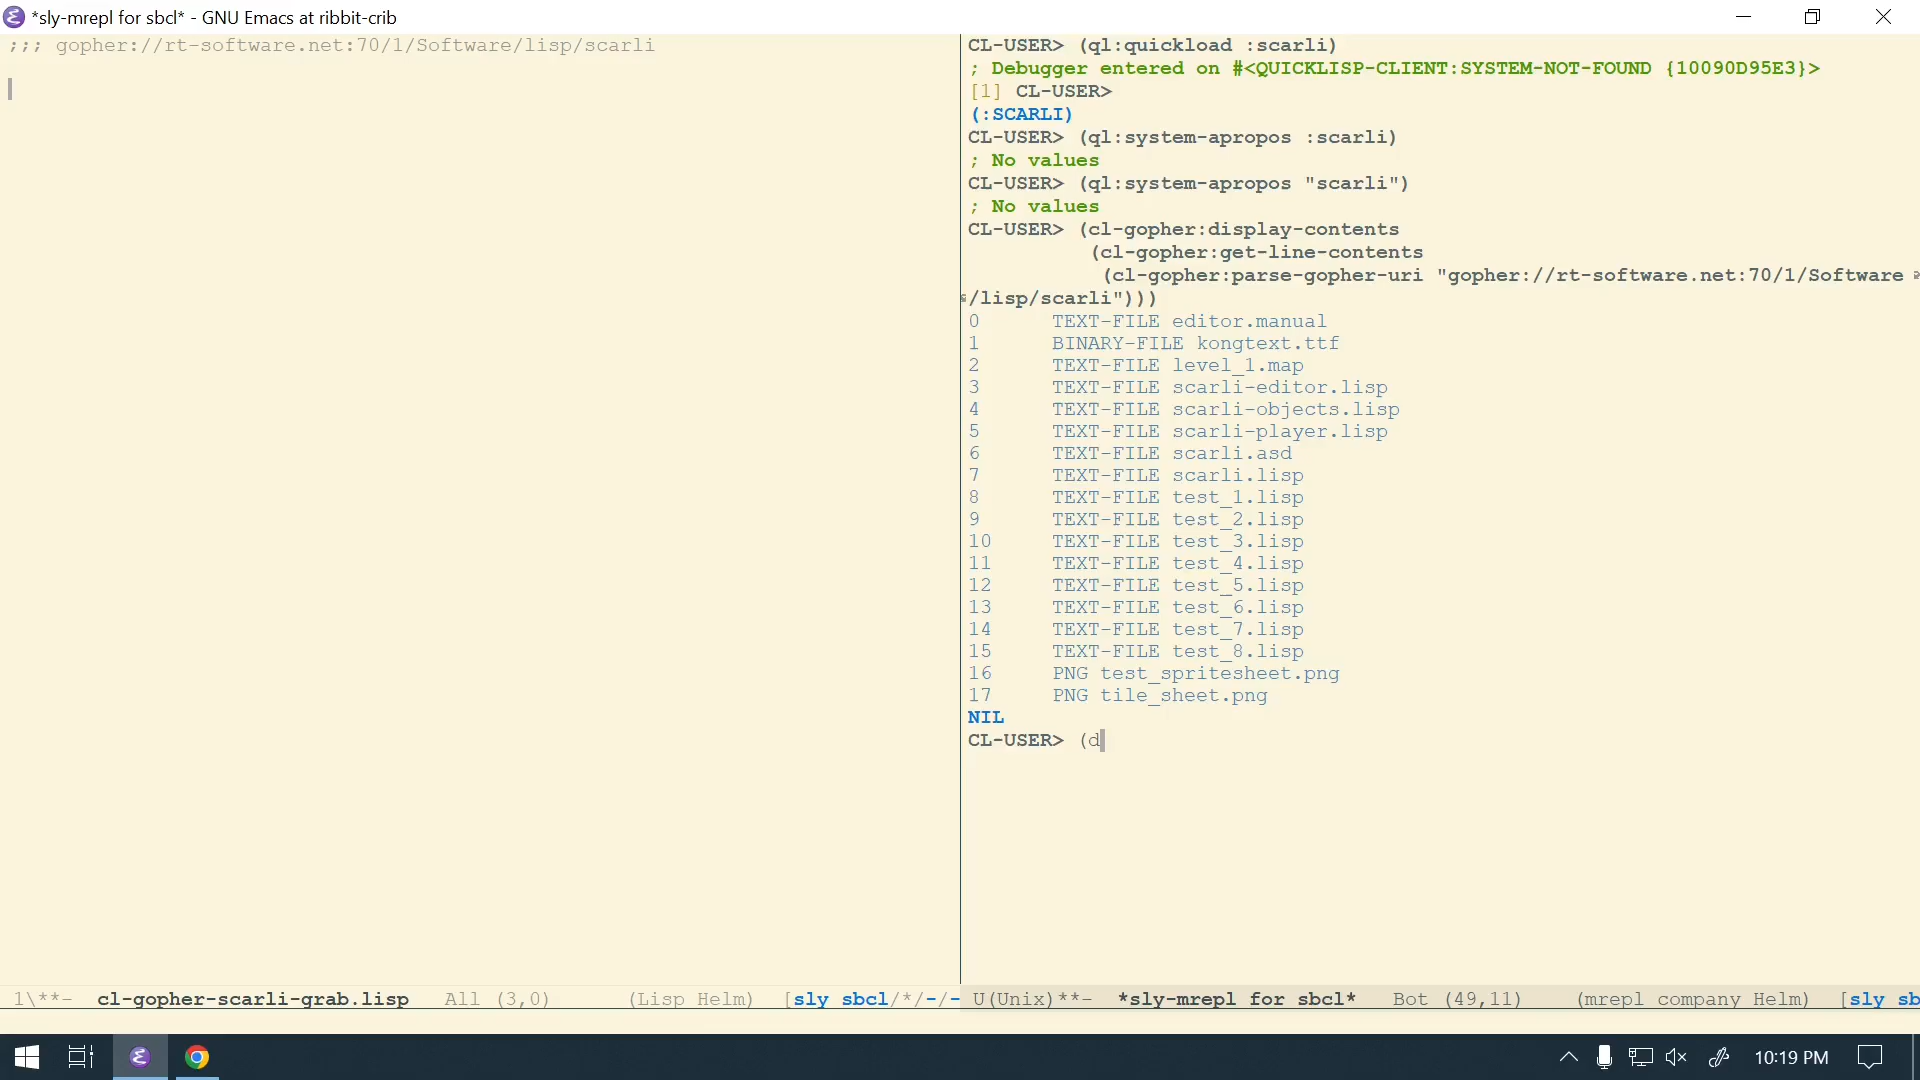 *sly-mrepl for sbcl* - GNU Emacs at ribbit-crib
;;; gopher://rt-software.net:70/1/Software/lisp/scarli
CL-USER> (ql:quickload :scarli)
; Debugger entered on #<QUICKLISP-CLIENT:SYSTEM-NOT-FOUND {10090D95E3}>
[1] CL-USER>
(:SCARLI)
CL-USER> (ql:system-apropos :scarli)
; No values
CL-USER> (ql:system-apropos "scarli")
; No values
CL-USER> (cl-gopher:display-contents
(cl-gopher:get-line-contents
(cl-gopher:parse-gopher-uri "gopher://rt-software.net:70/1/Software
/lisp/scarli")))
0 TEXT-FILE editor.manual
1 BINARY-FILE kongtext.ttf
2 TEXT-FILE level_1.map
3 TEXT-FILE scarli-editor.lisp
4 TEXT-FILE scarli-objects.lisp
5 TEXT-FILE scarli-player.lisp
6 TEXT-FILE scarli.asd
7 TEXT-FILE scarli.lisp
8 TEXT-FILE test_1.lisp
9 TEXT-FILE test_2.lisp
10 TEXT-FILE test_3.lisp
11 TEXT-FILE test_4.lisp
12 TEXT-FILE test_5.lisp
13 TEXT-FILE test_6.lisp
14 TEXT-FILE test_7.lisp
15 TEXT-FILE test_8.lisp
16 PNG test_spritesheet.png
17 PNG tile_sheet.png
NIL
CL-USER> (d
1\**- cl-gopher-scarli-grab.lisp All (3,0) (Lisp Helm) [sly sbcl/*/-/-
U(Unix)**- *sly-mrepl for sbcl* Bot (49,11) (mrepl company Helm) [sly sb
10:19 PM